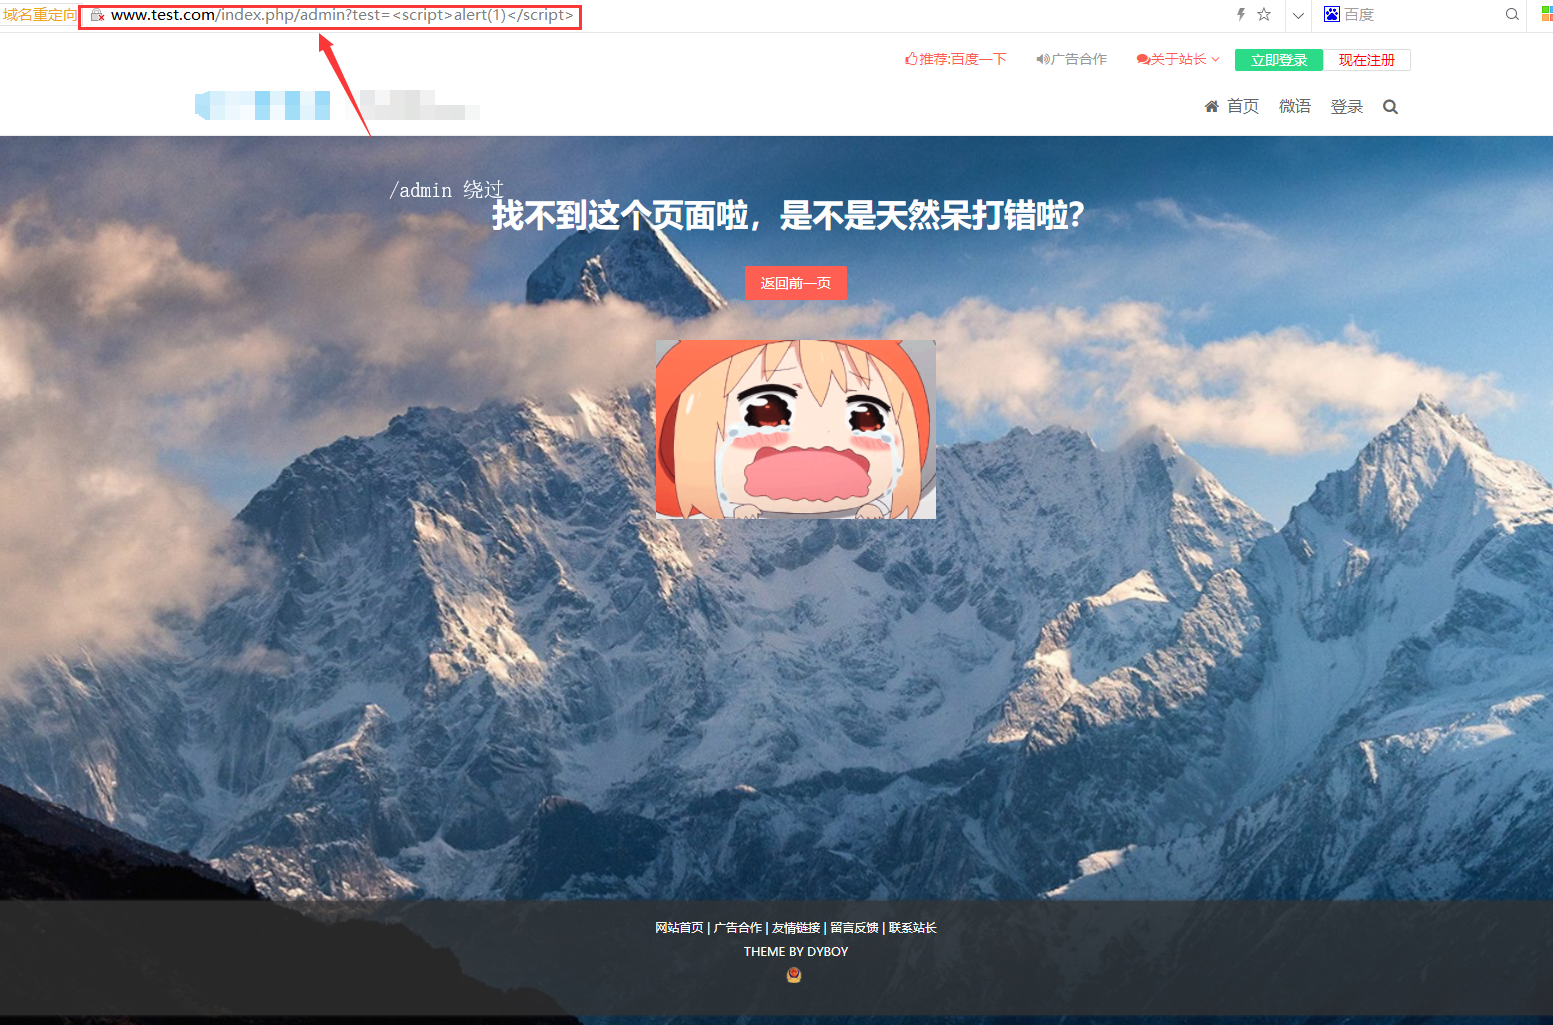 域名重定向 www.test.com/index.php/admin?test=<script>alert(1)</script> 百度
推荐:百度一下 广告合作 关于站长 立即登录 现在注册
首页 微语 登录
/admin 绕过
找不到这个页面啦，是不是天然呆打错啦？
返回前一页
网站首页 | 广告合作 | 友情链接 | 留言反馈 | 联系站长
THEME BY DYBOY